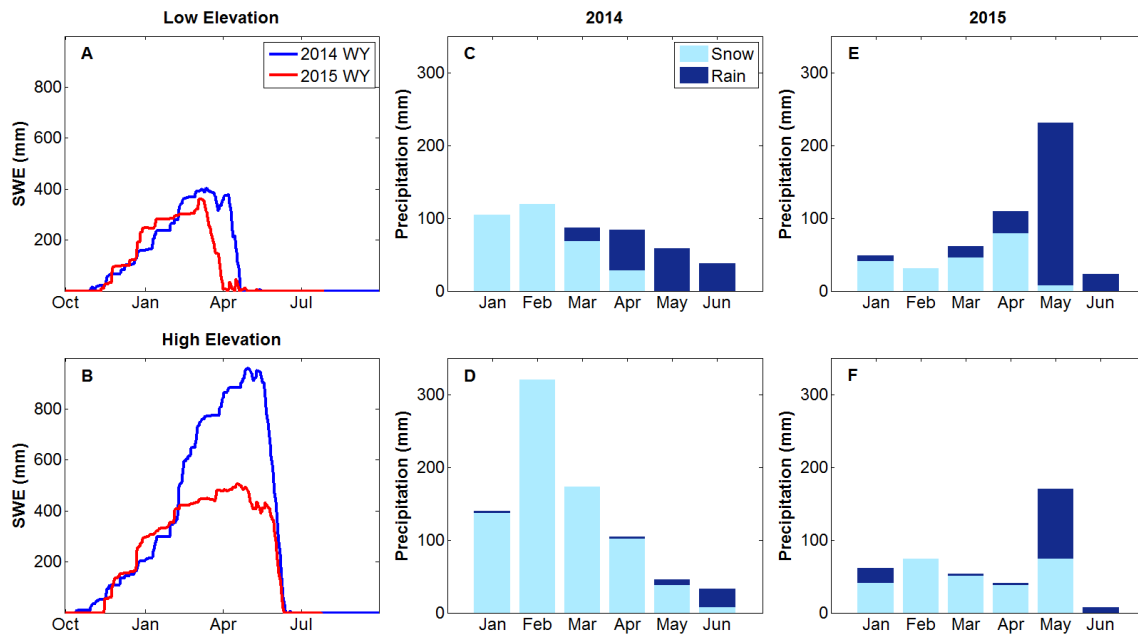 Low Elevation
2014
2015
A
2014 WY
2015 WY
SWE (mm)
800
600
400
200
Oct
Jan
Apr
Jul
C
Snow
Rain
Precipitation (mm)
300
200
100
0
Jan
Feb
Mar
Apr
May
Jun
E
Precipitation (mm)
300
200
100
0
Jan
Feb
Mar
Apr
May
Jun
High Elevation
B
SWE (mm)
800
600
400
200
Oct
Jan
Apr
Jul
D
Precipitation (mm)
300
200
100
0
Jan
Feb
Mar
Apr
May
Jun
F
Precipitation (mm)
300
200
100
0
Jan
Feb
Mar
Apr
May
Jun